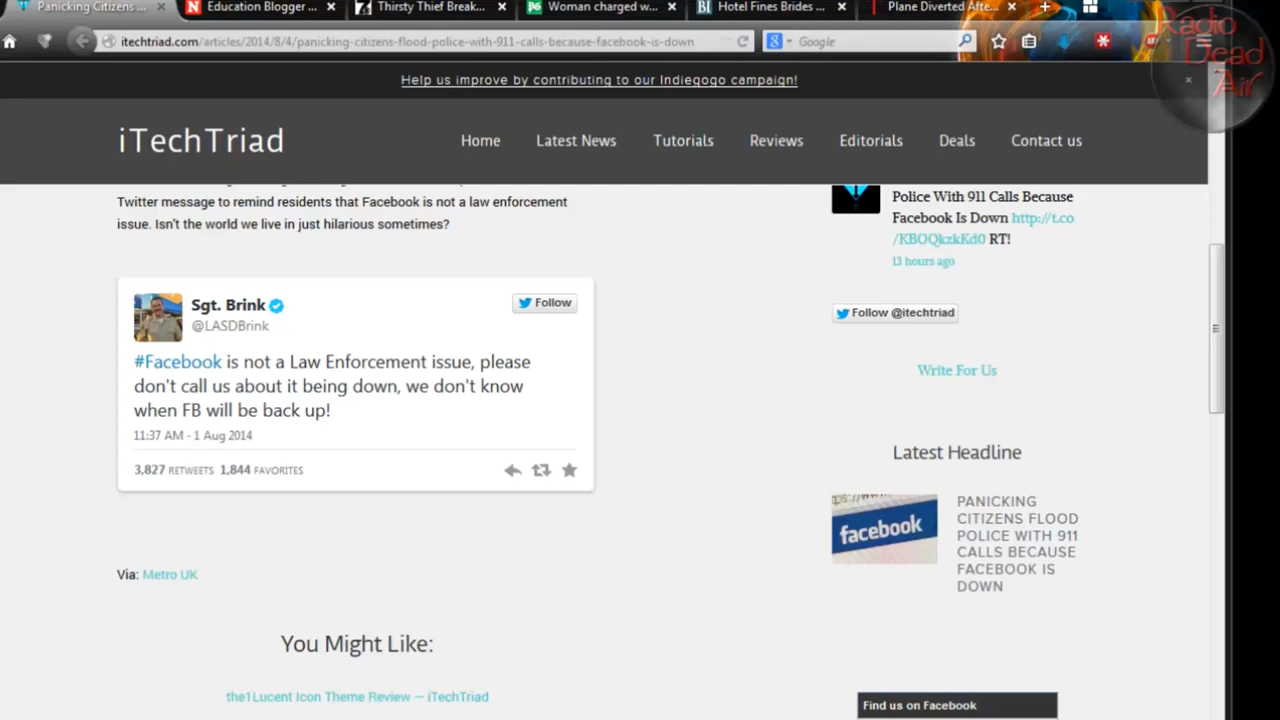 Panicking Citizens ...
Education Blogger ...
Thirsty Thief Break...
Woman charged w...
Hotel Fines Brides ...
Plane Diverted Afte...
itechtriad.com/articles/2014/8/4/panicking-citizens-flood-police-with-911-calls-because-facebook-is-down
Google
Radio
Dead
Air
Help us improve by contributing to our Indiegogo campaign!
iTechTriad
Home
Latest News
Tutorials
Reviews
Editorials
Deals
Contact us
Twitter message to remind residents that Facebook is not a law enforcement
issue. Isn't the world we live in just hilarious sometimes?
Sgt. Brink
@LASDBrink
Follow
#Facebook is not a Law Enforcement issue, please
don't call us about it being down, we don't know
when FB will be back up!
11:37 AM - 1 Aug 2014
3,827 RETWEETS 1,844 FAVORITES
Via: Metro UK
You Might Like:
the1Lucent Icon Theme Review — iTechTriad
Police With 911 Calls Because
Facebook Is Down http://t.co
/KBOQkzkKd0 RT!
13 hours ago
Follow @itechtriad
Write For Us
Latest Headline
facebook
PANICKING
CITIZENS FLOOD
POLICE WITH 911
CALLS BECAUSE
FACEBOOK IS
DOWN
Find us on Facebook